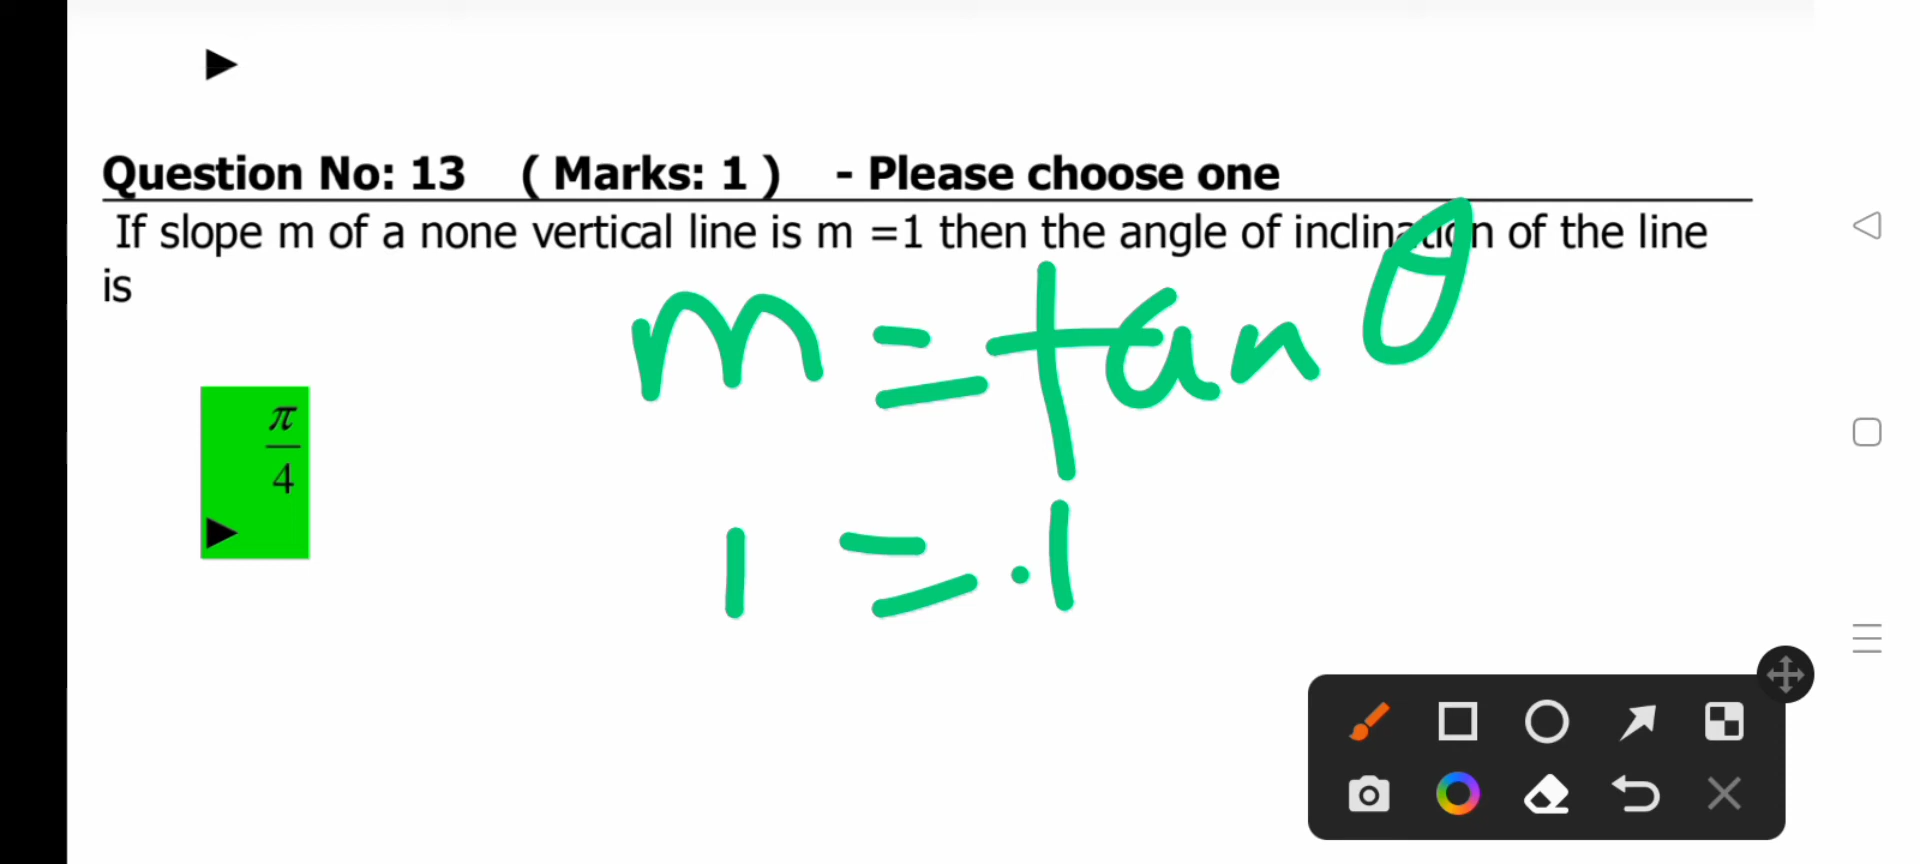 Question No: 13 ( Marks: 1 ) - Please choose one
If slope m of a none vertical line is m =1 then the angle of inclination of the line
is
m = tan θ
π
4
1 = .1